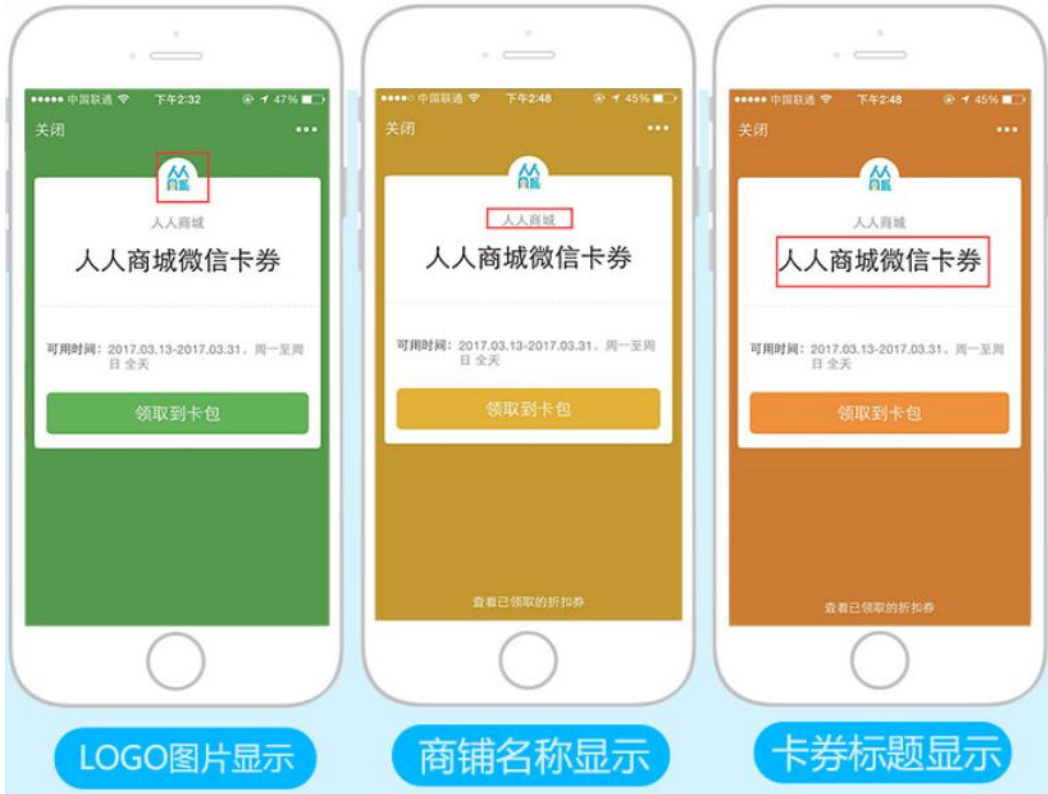 中国联通 下午2:32 47%
关闭
人人商城
人人商城微信卡券
可用时间：2017.03.13-2017.03.31，周一至周
日 全天
领取到卡包
LOGO图片显示
中国联通 下午2:48 45%
关闭
人人商城
人人商城微信卡券
可用时间：2017.03.13-2017.03.31，周一至周
日 全天
领取到卡包
查看已领取的折扣券
商铺名称显示
中国联通 下午2:48 45%
关闭
人人商城
人人商城微信卡券
可用时间：2017.03.13-2017.03.31，周一至周
日 全天
领取到卡包
查看已领取的折扣券
卡券标题显示